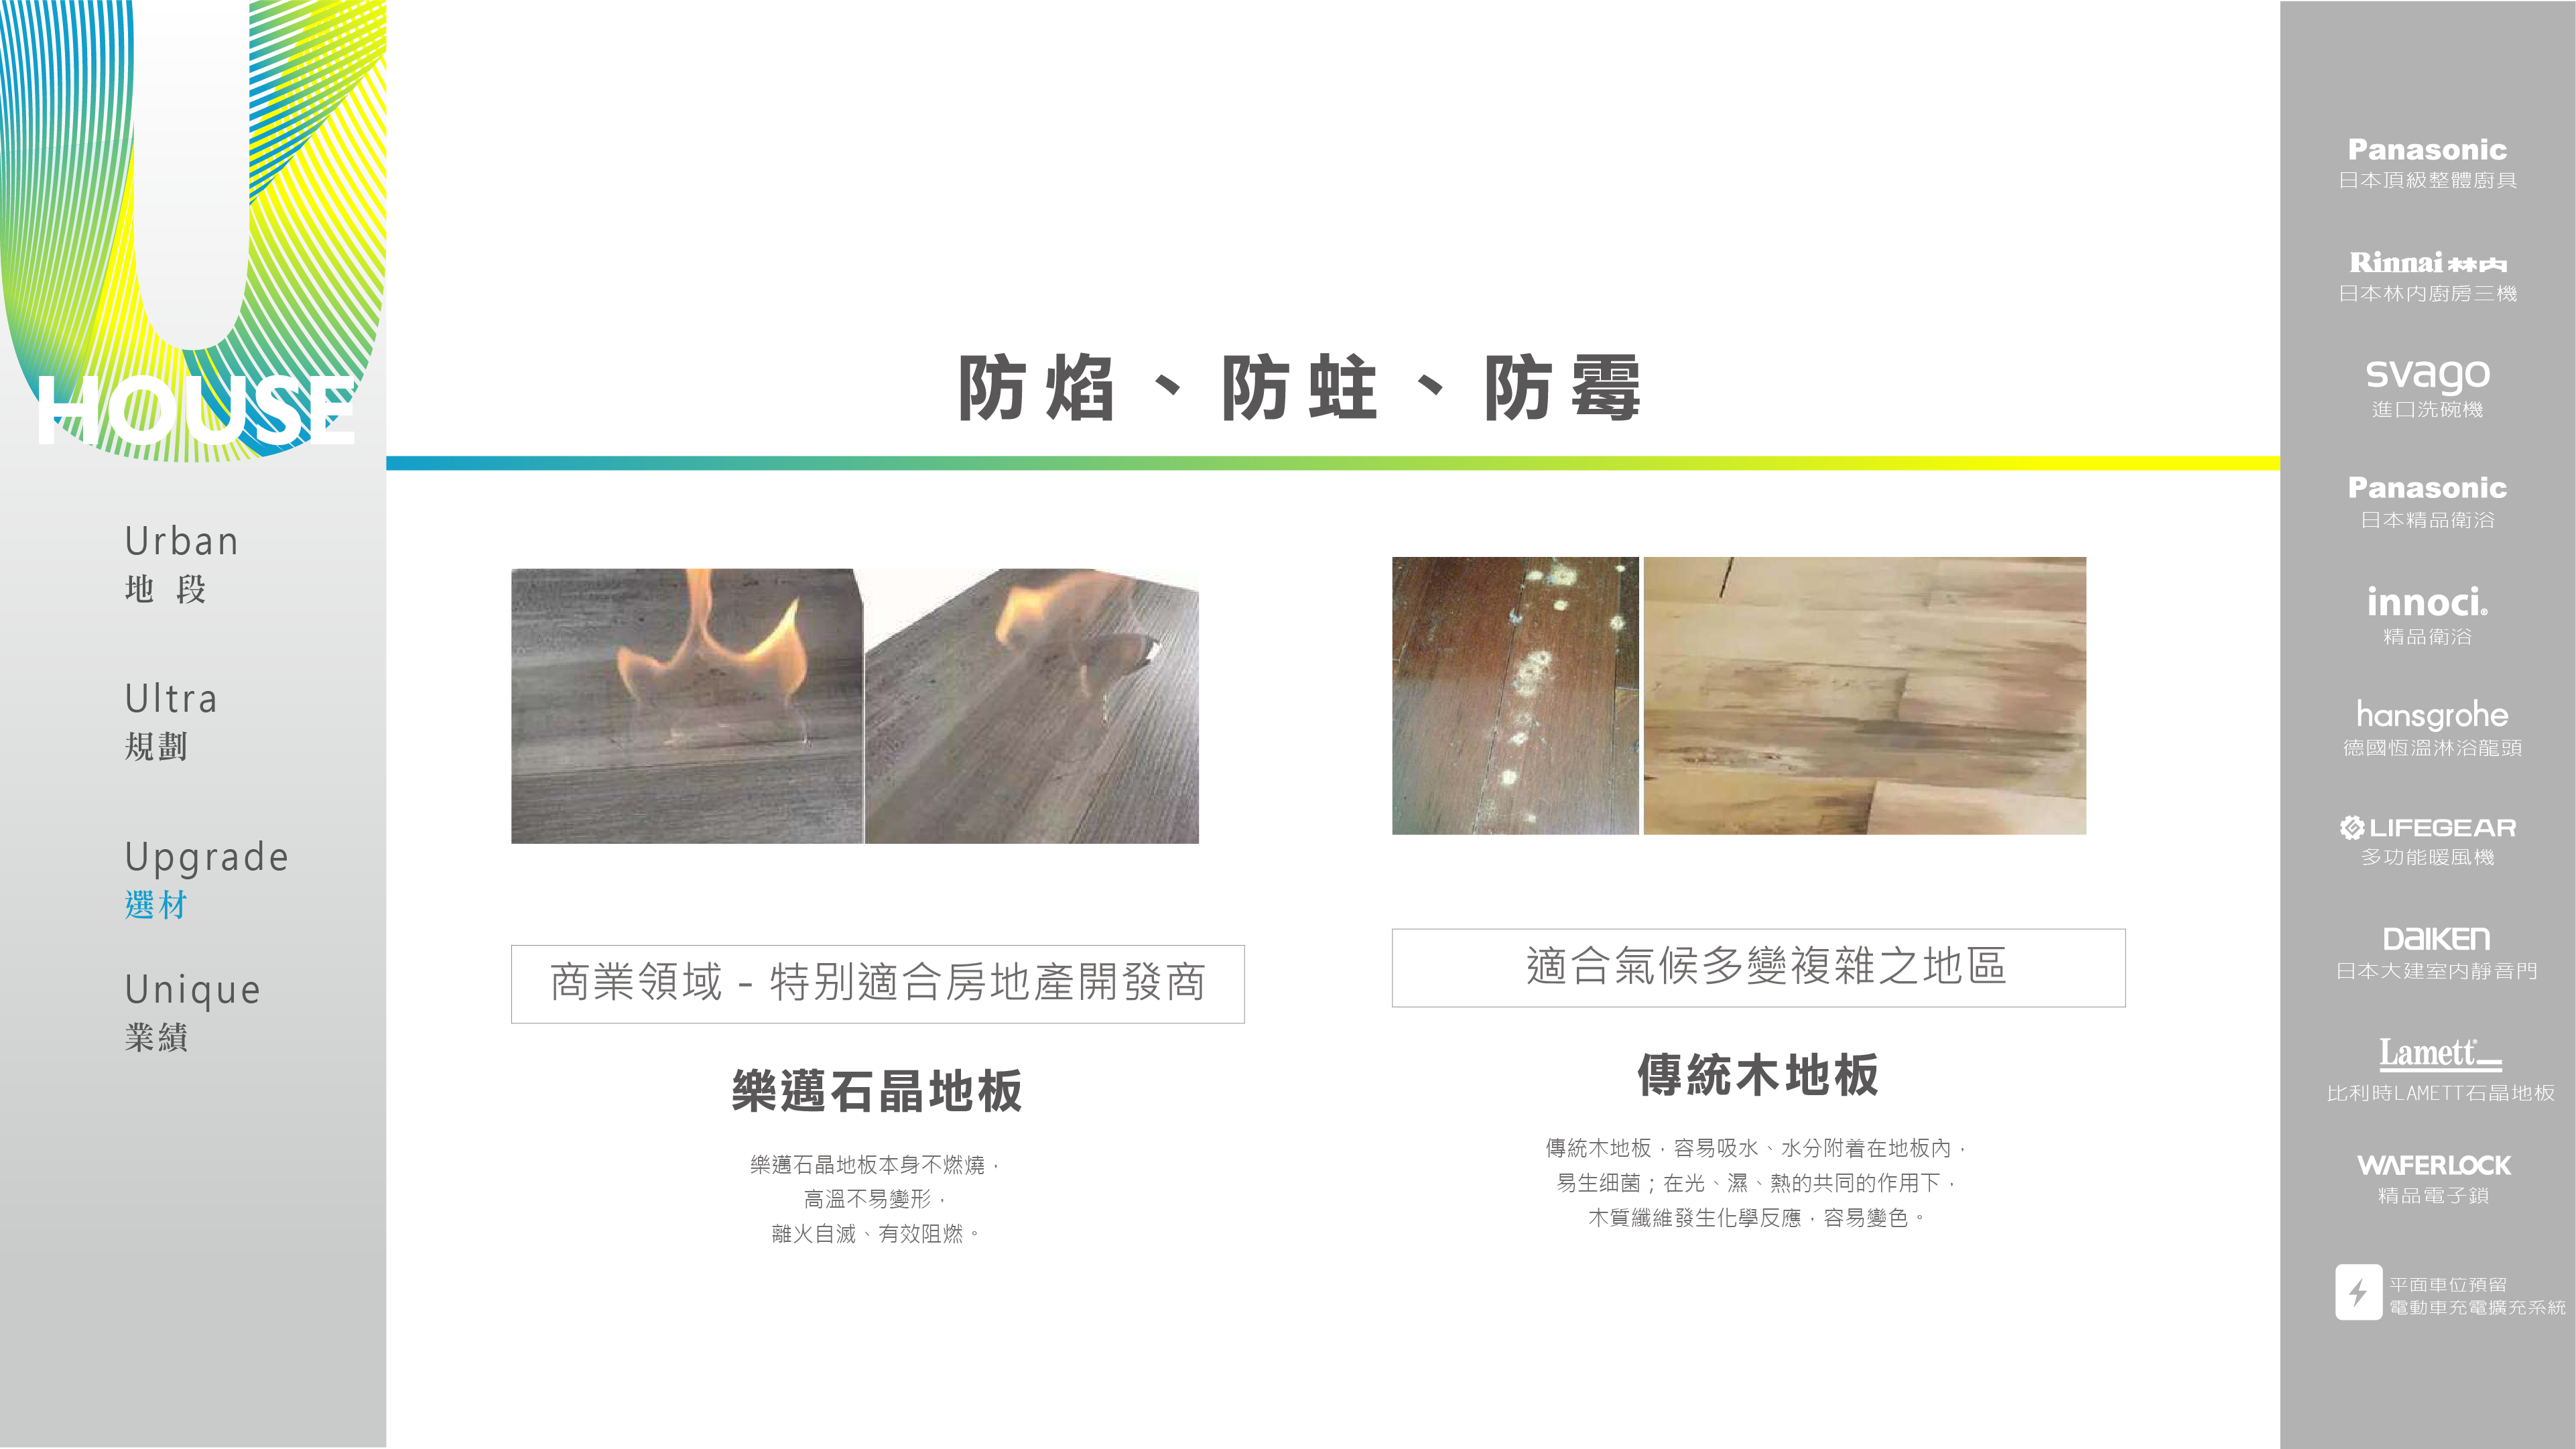 U
HOUSE
Urban
地 段
Ultra
規劃
Upgrade
選材
Unique
業績
防焰、防蛀、防霉
商業領域 - 特別適合房地產開發商
樂邁石晶地板
樂邁石晶地板本身不燃燒，
高溫不易變形，
離火自滅、有效阻燃。
適合氣候多變複雜之地區
傳統木地板
傳統木地板，容易吸水、水分附着在地板內，
易生细菌；在光、濕、熱的共同的作用下，
木質纖維發生化學反應，容易變色。
Panasonic
日本頂級整體廚具
Rinnai 林内
日本林內廚房三機
svago
進口洗碗機
Panasonic
日本精品衛浴
innoci®
精品衛浴
hansgrohe
德國恆溫淋浴龍頭
LIFEGEAR
多功能暖風機
DAIKEN
日本大建室內靜音門
Lamett®
比利時LAMETT石晶地板
WAFERLOCK
精品電子鎖
平面車位預留
電動車充電擴充系統